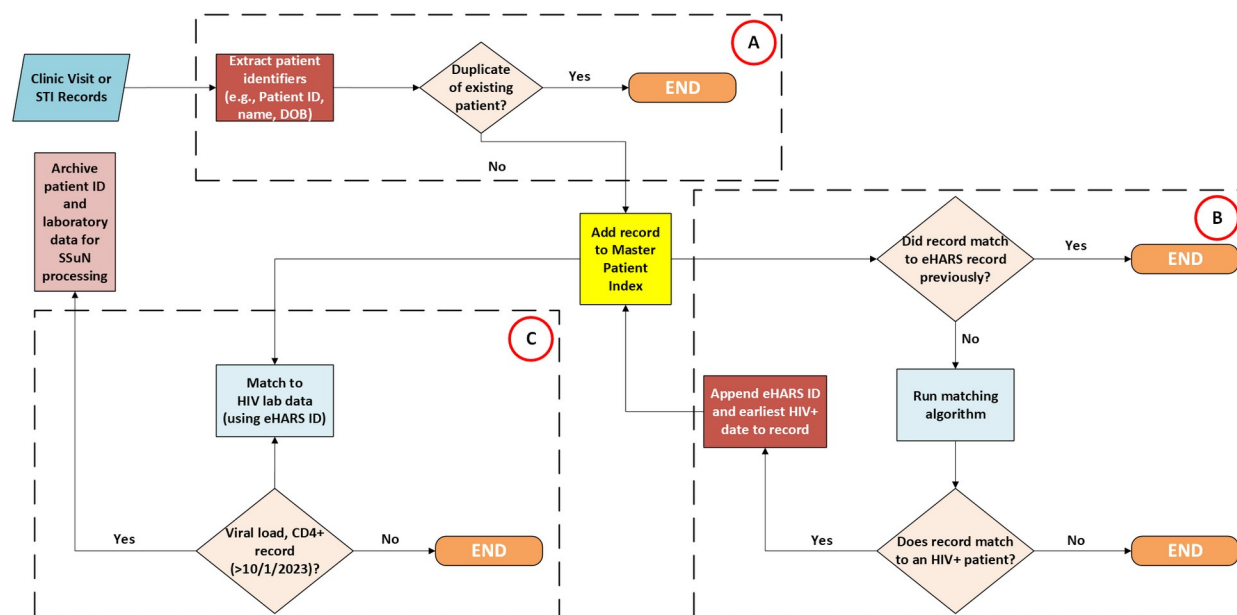 Clinic Visit or
STI Records
Extract patient
identifiers
(e.g., Patient ID,
name, DOB)
Duplicate
of existing
patient?
Yes
END
A
No
Archive
patient ID
and
laboratory
data for
SSuN
processing
Add record
to Master
Patient
Index
B
Did record match
to eHARS record
previously?
Yes
END
No
C
Match to
HIV lab data
(using eHARS ID)
Append eHARS ID
and earliest HIV+
date to record
Run matching
algorithm
Viral load, CD4+
record
(>10/1/2023)?
Yes
No
END
Does record match
to an HIV+ patient?
Yes
No
END